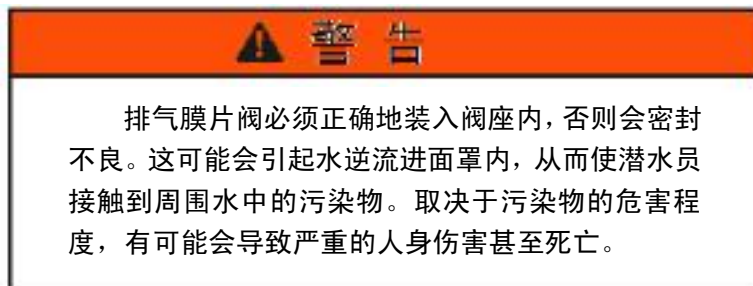 警告
排气膜片阀必须正确地装入阀座内，否则会密封
不良。这可能会引起水逆流进面罩内，从而使潜水员
接触到周围水中的污染物。取决于污染物的危害程
度，有可能会导致严重的人身伤害甚至死亡。